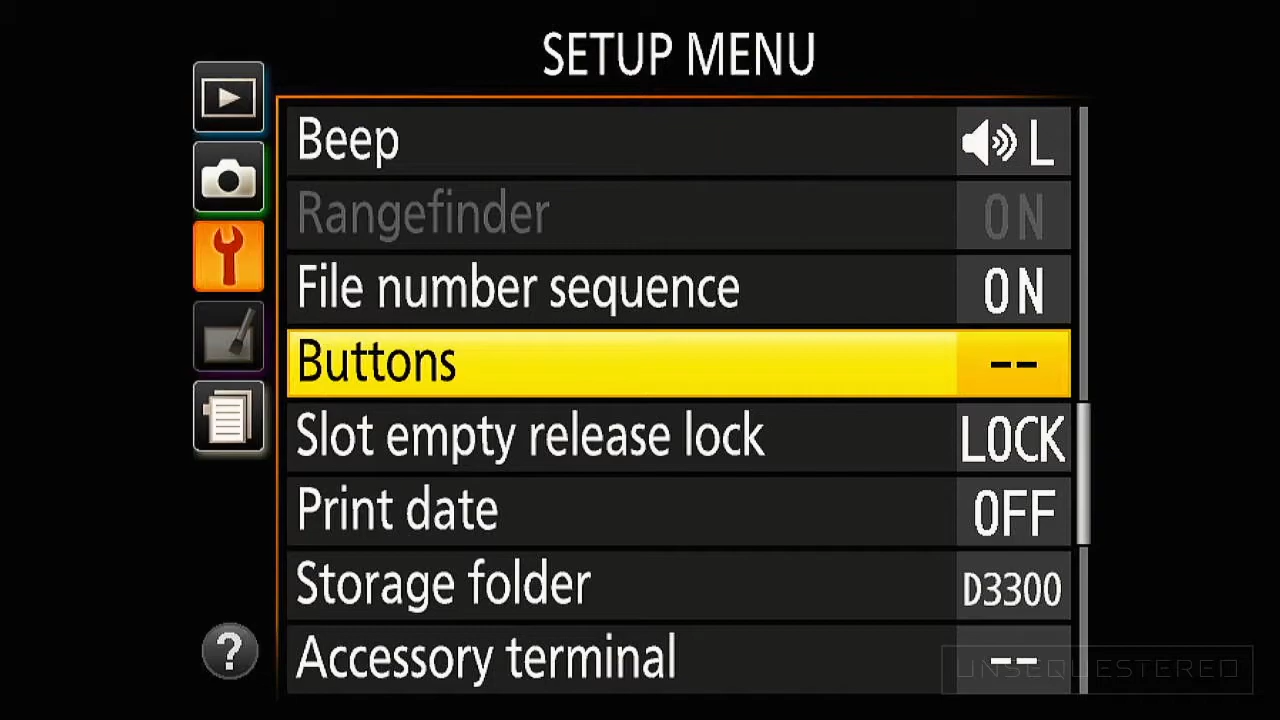 SETUP MENU
Beep L
Rangefinder ON
File number sequence ON
Buttons --
Slot empty release lock LOCK
Print date OFF
Storage folder D3300
Accessory terminal --
?
UNSEQUESTERED